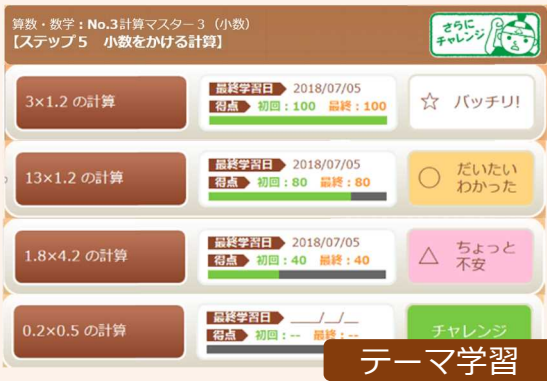 算数・数学：No.3計算マスター３（小数）
【ステップ５　小数をかける計算】
さらに
チャレンジ
3×1.2 の計算
最終学習日 2018/07/05
得点 初回：100 最終：100
☆ バッチリ!
13×1.2 の計算
最終学習日 2018/07/05
得点 初回：80 最終：80
○ だいたい
わかった
1.8×4.2 の計算
最終学習日 2018/07/05
得点 初回：40 最終：40
△ ちょっと
不安
0.2×0.5 の計算
最終学習日 __/__/__
得点 初回：-- 最終：--
チャレンジ
テーマ学習